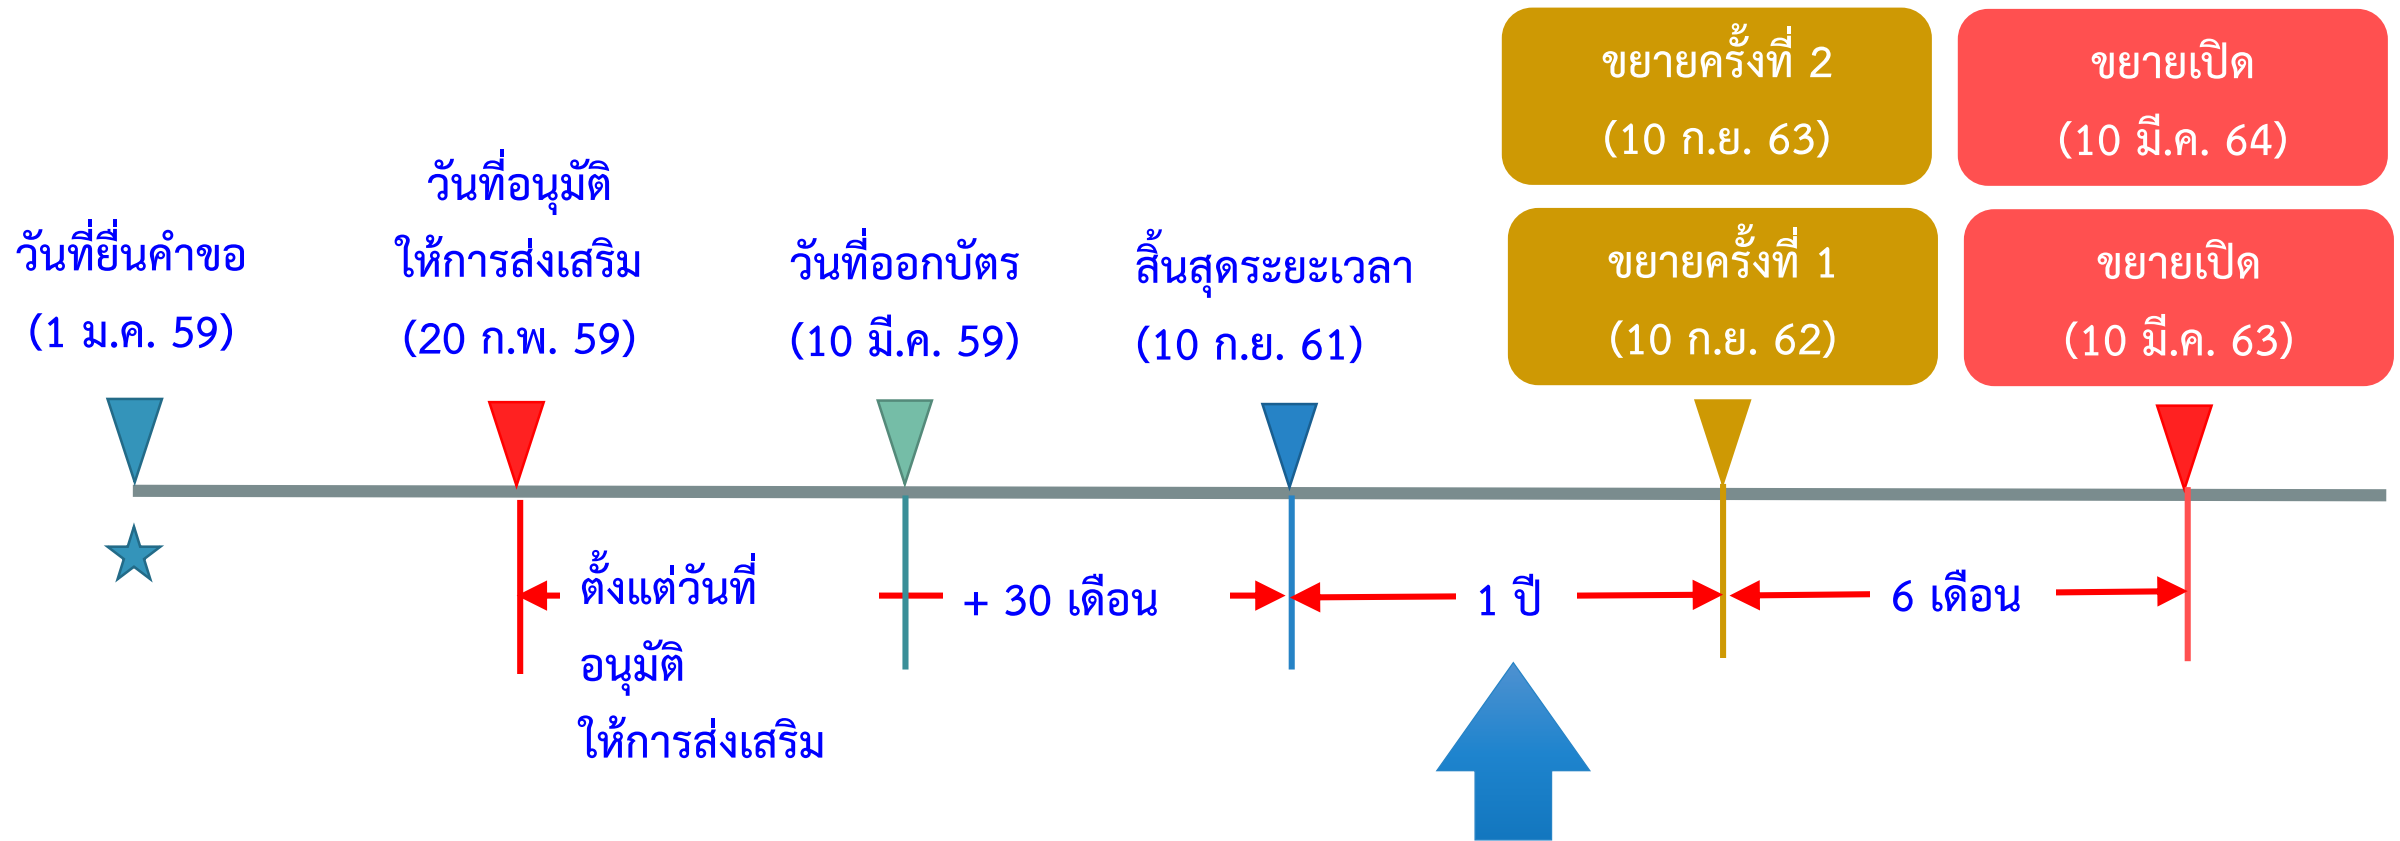 วันที่ยื่นคำขอ
(1 ม.ค. 59)
วันที่อนุมัติ
ให้การส่งเสริม
(20 ก.พ. 59)
วันที่ออกบัตร
(10 มี.ค. 59)
สิ้นสุดระยะเวลา
(10 ก.ย. 61)
ขยายครั้งที่ 2
(10 ก.ย. 63)
ขยายครั้งที่ 1
(10 ก.ย. 62)
ขยายเปิด
(10 มี.ค. 64)
ขยายเปิด
(10 มี.ค. 63)
ตั้งแต่วันที่
อนุมัติ
ให้การส่งเสริม
+ 30 เดือน
1 ปี
6 เดือน